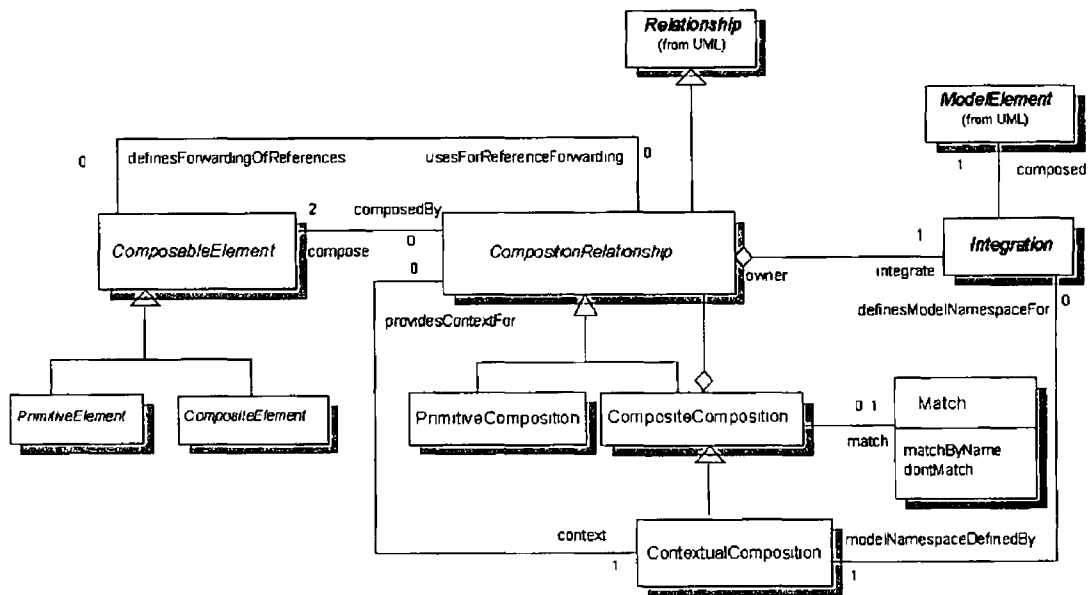 Relationship
(from UML)
ModelElement
(from UML)
0
definesForwardingOfReferences
usesForReferenceForwarding
0
1
composed
2
composedBy
ComposableElement
compose
0
0
CompositionRelationship
owner
1
integrate
Integration
providesContextFor
definesModelNamespaceFor
0
PrimitiveElement
CompositeElement
PrimitiveComposition
CompositeComposition
0 1
match
Match
matchByName
dontMatch
context
1
ContextualComposition
modelNamespaceDefinedBy
1